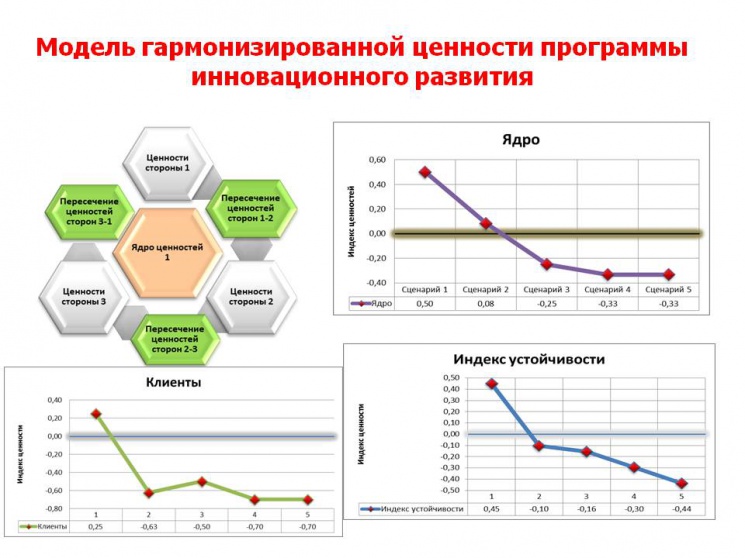 Модель гармонизированной ценности программы
инновационного развития
Ценности
стороны 1
Пересечение
ценностей
сторон 3-1
Пересечение
ценностей
сторон 1-2
Ядро ценностей
1
Ценности
стороны 3
Ценности
стороны 2
Пересечение
ценностей
сторон 2-3
Ядро
Индекс ценностей
0,60
0,40
0,20
0,00
-0,20
-0,40
Сценарий 1 Сценарий 2 Сценарий 3 Сценарий 4 Сценарий 5
Ядро 0,50 0,08 -0,25 -0,33 -0,33
Клиенты
Индекс ценности
0,40
0,20
0,00
-0,20
-0,40
-0,60
-0,80
1 2 3 4 5
Клиенты 0,25 -0,63 -0,50 -0,70 -0,70
Индекс устойчивости
Индекс ценности
0,50
0,40
0,30
0,20
0,10
0,00
-0,10
-0,20
-0,30
-0,40
-0,50
1 2 3 4 5
Индекс устойчивости 0,45 -0,10 -0,16 -0,30 -0,44